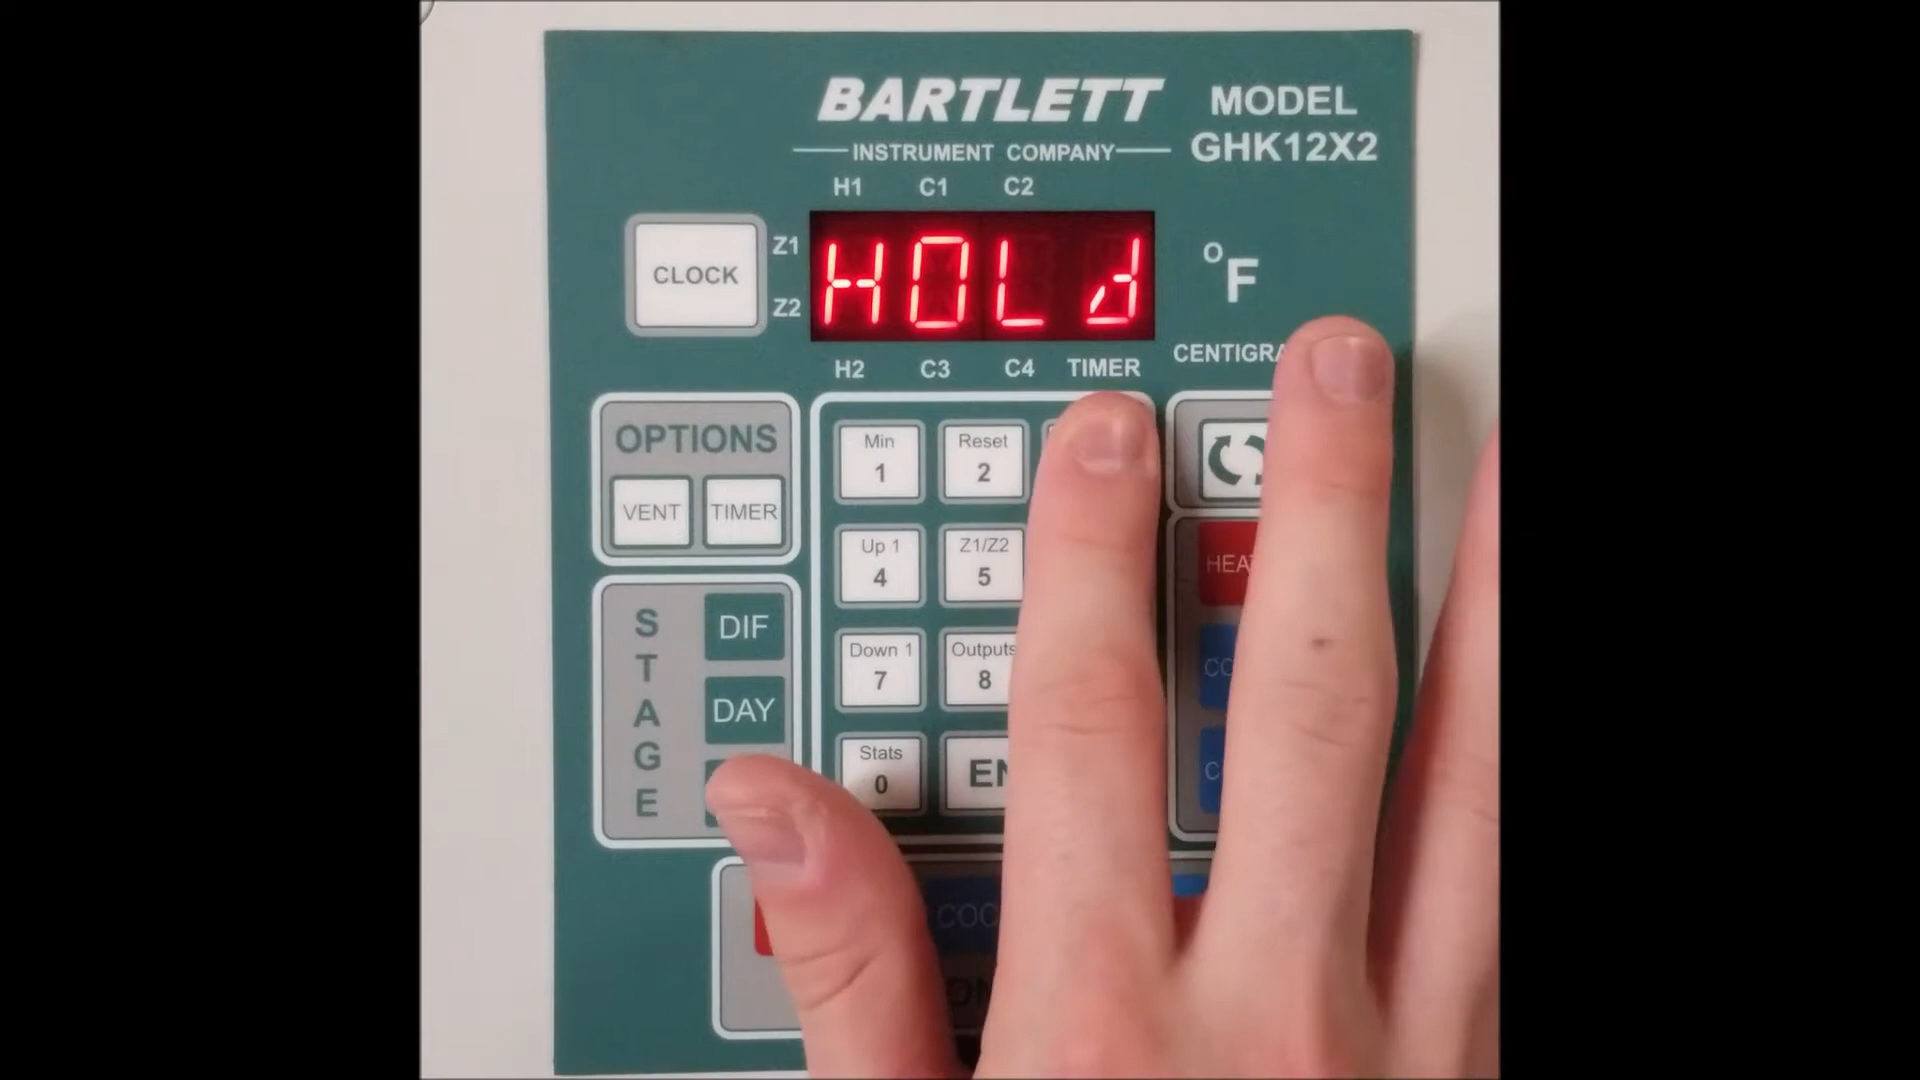 BARTLETT
INSTRUMENT COMPANY
MODEL
GHK12X2
H1 C1 C2
CLOCK
Z1
Z2
HOLd
°F
H2 C3 C4 TIMER
OPTIONS
VENT TIMER
STAGE
DIF
DAY
Min
1
Reset
2
Up 1
4
Z1/Z2
5
Down 1
7
Outputs
8
Stats
0